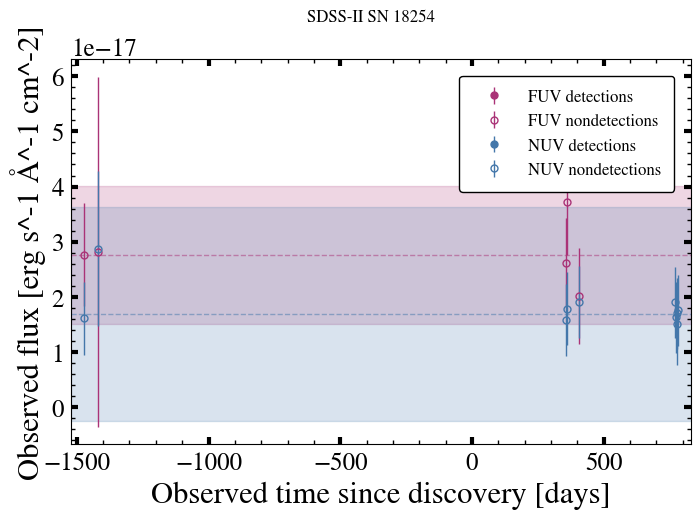 SDSS-II SN 18254
1e−17
6
5
4
3
2
1
0
Observed flux [erg s^-1 Å^-1 cm^-2]
FUV detections
FUV nondetections
NUV detections
NUV nondetections
−1500 −1000 −500 0 500
Observed time since discovery [days]